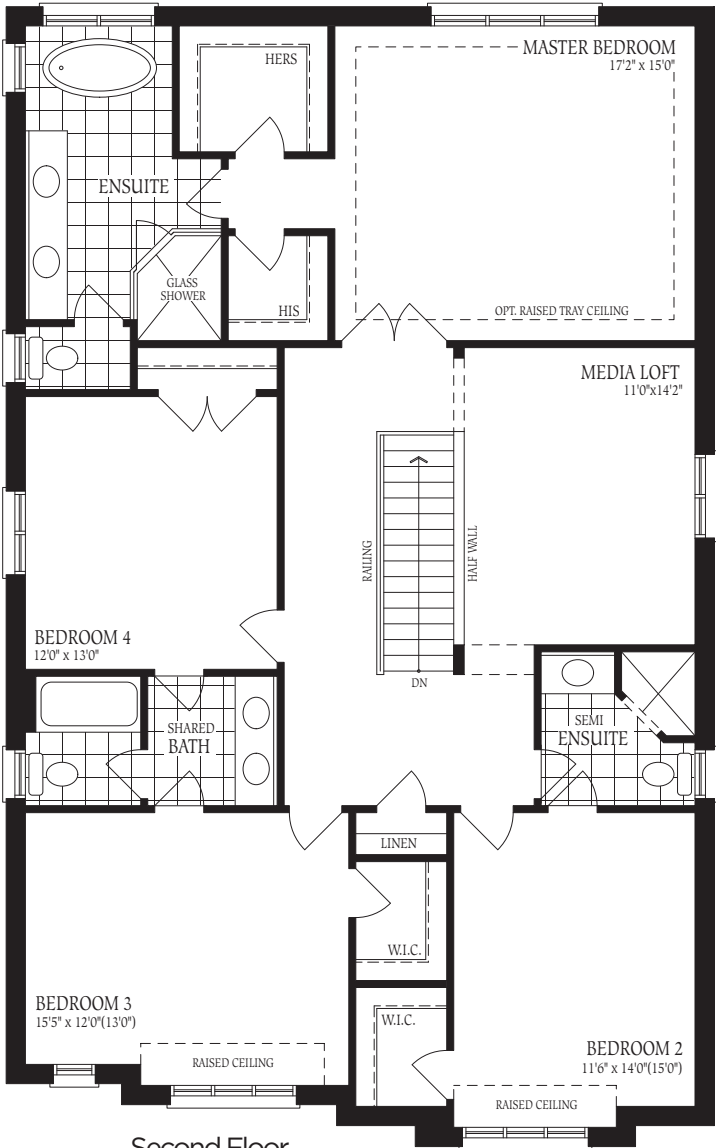 HERS
MASTER BEDROOM
17'2" x 15'0"
ENSUITE
GLASS
SHOWER
HIS
OPT. RAISED TRAY CEILING
MEDIA LOFT
11'0"x14'2"
RAILING
HALF WALL
BEDROOM 4
12'0" x 13'0"
DN
SHARED
BATH
SEMI
ENSUITE
LINEN
W.I.C.
BEDROOM 3
15'5" x 12'0"(13'0")
W.I.C.
RAISED CEILING
BEDROOM 2
11'6" x 14'0"(15'0")
RAISED CEILING
Second Floor